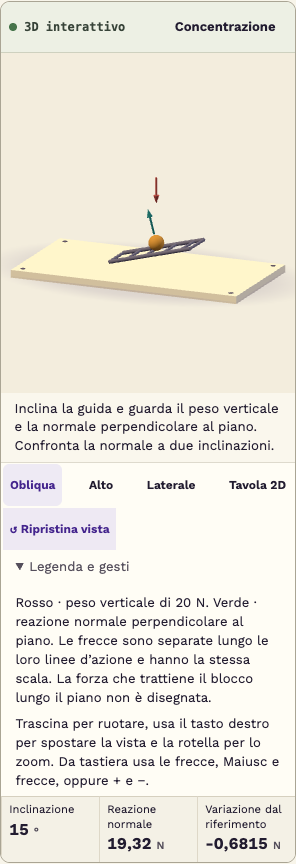 3D interattivo
Concentrazione
Inclina la guida e guarda il peso verticale
e la normale perpendicolare al piano.
Confronta la normale a due inclinazioni.
Obliqua
Alto
Laterale
Tavola 2D
↺ Ripristina vista
▼ Legenda e gesti
Rosso · peso verticale di 20 N. Verde ·
reazione normale perpendicolare al
piano. Le frecce sono separate lungo le
loro linee d’azione e hanno la stessa
scala. La forza che trattiene il blocco
lungo il piano non è disegnata.
Trascina per ruotare, usa il tasto destro
per spostare la vista e la rotella per lo
zoom. Da tastiera usa le frecce, Maiusc e
frecce, oppure + e −.
Inclinazione
15 °
Reazione
normale
19,32 N
Variazione dal
riferimento
-0,6815 N